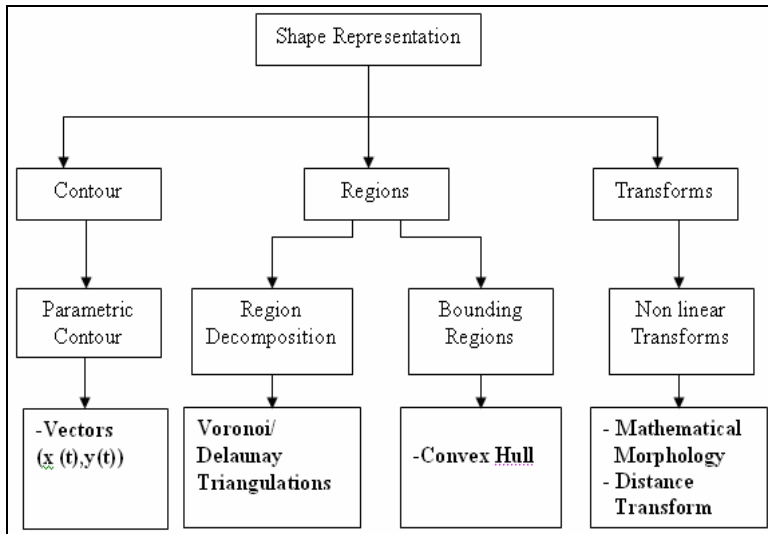 Shape Representation
Contour
Regions
Transforms
Parametric
Contour
Region
Decomposition
Bounding
Regions
Non linear
Transforms
-Vectors
(x (t),y(t))
Voronoi/
Delaunay
Triangulations
-Convex Hull
- Mathematical
Morphology
- Distance
Transform